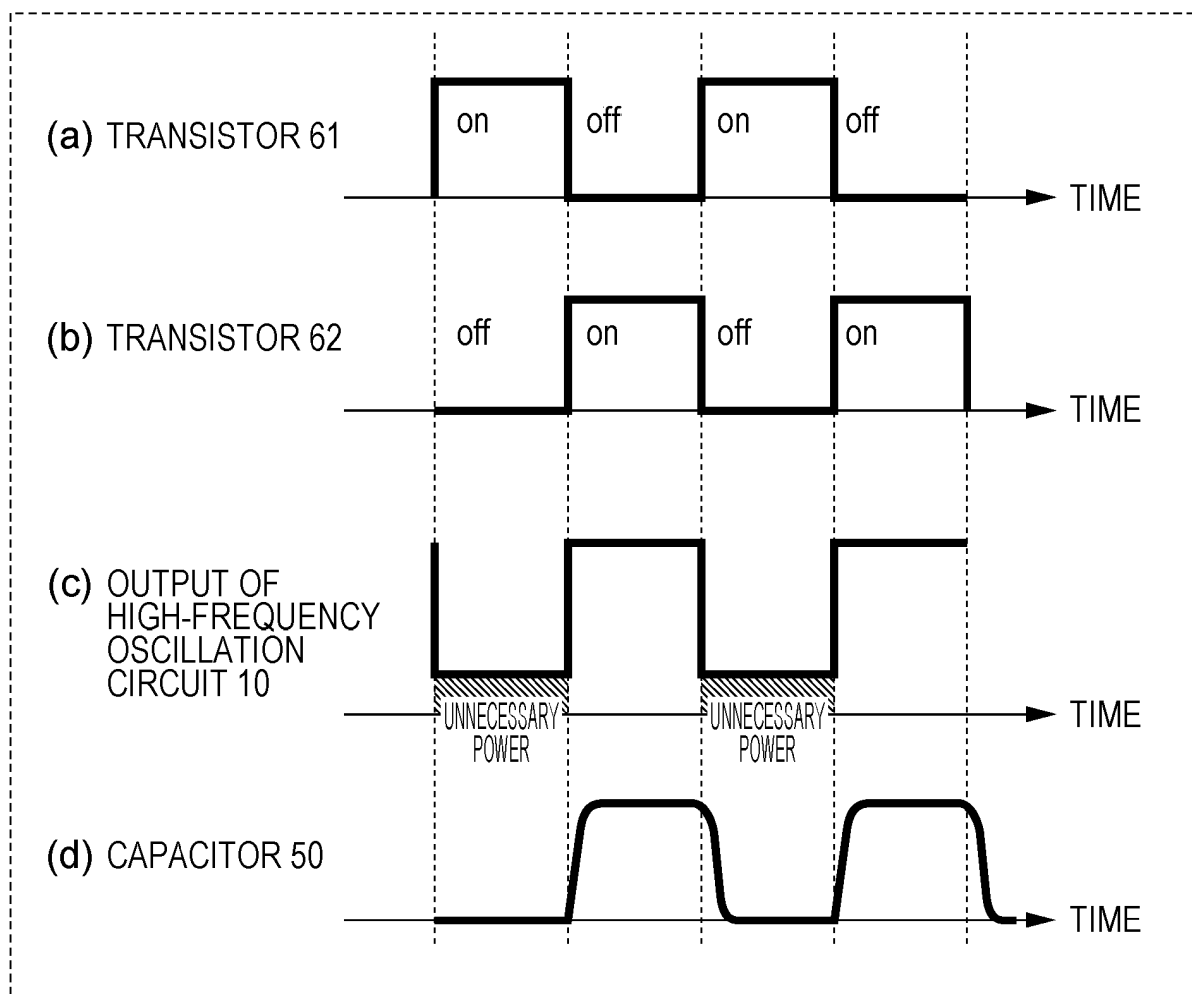 on off on off
(a) TRANSISTOR 61
TIME
off on off on
(b) TRANSISTOR 62
TIME
(c) OUTPUT OF
HIGH-FREQUENCY
OSCILLATION
CIRCUIT 10
UNNECESSARY
POWER
UNNECESSARY
POWER
TIME
(d) CAPACITOR 50
TIME